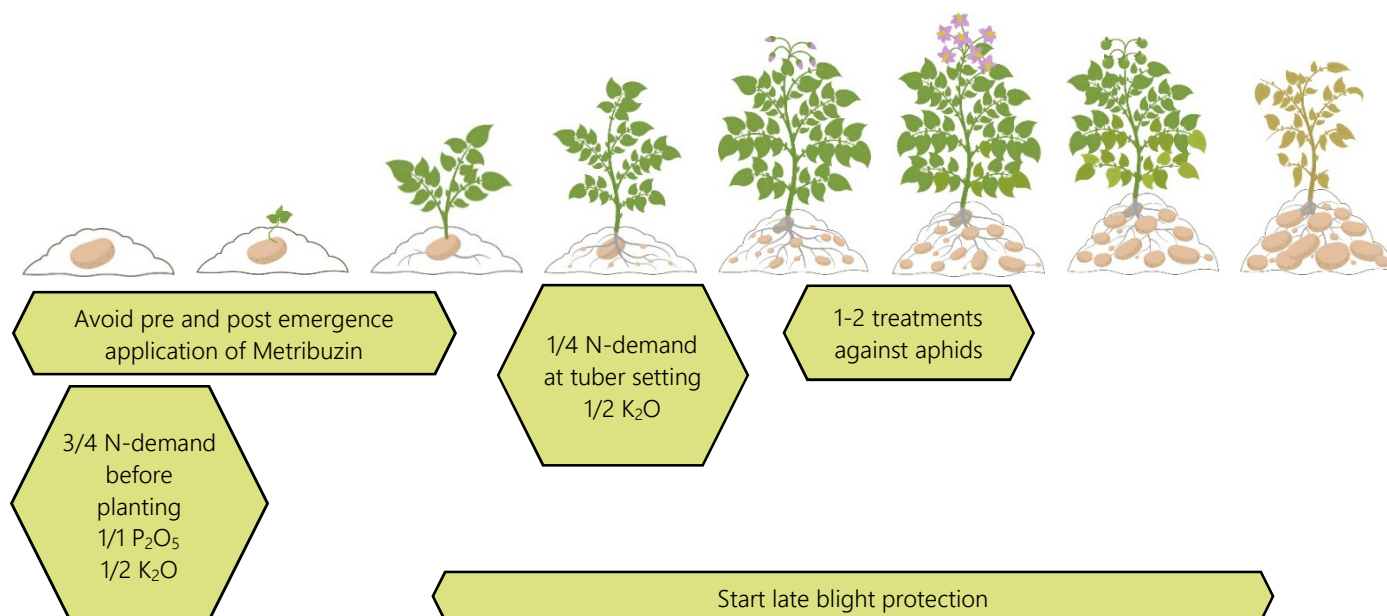 Avoid pre and post emergence
application of Metribuzin
1/4 N-demand
at tuber setting
1/2 K₂O
1-2 treatments
against aphids
3/4 N-demand
before
planting
1/1 P₂O₅
1/2 K₂O
Start late blight protection